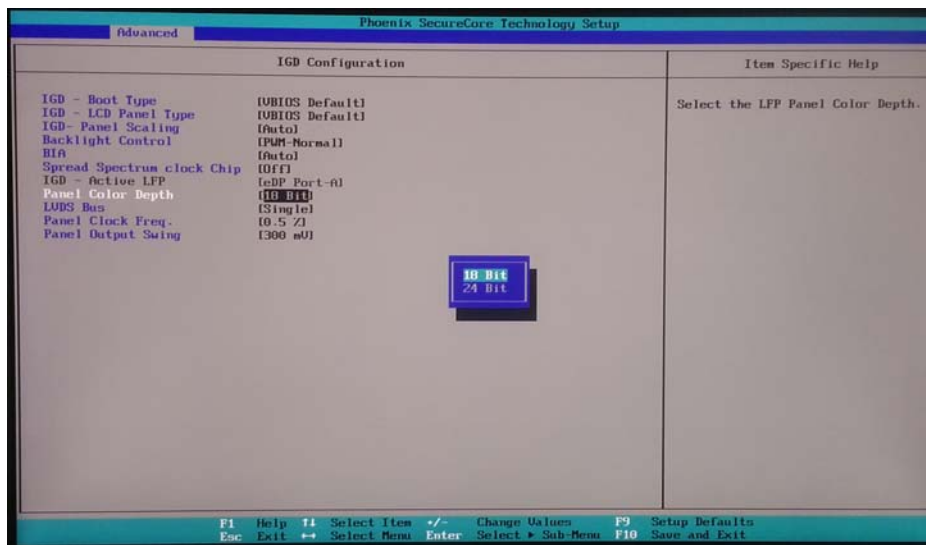 Phoenix SecureCore Technology Setup
Advanced
IGD Configuration
Item Specific Help
IGD - Boot Type [VBIOS Default]
IGD - LCD Panel Type [VBIOS Default]
IGD- Panel Scaling [Auto]
Backlight Control [PWM-Normal]
BIA [Auto]
Spread Spectrum clock Chip [Off]
IGD - Active LFP [eDP Port-A]
Panel Color Depth [18 Bit]
LVDS Bus [Single]
Panel Clock Freq. [0.5 %]
Panel Output Swing [300 mV]
Select the LFP Panel Color Depth.
18 Bit
24 Bit
F1 Help ↑↓ Select Item +/- Change Values F9 Setup Defaults
Esc Exit ↔ Select Menu Enter Select ▶ Sub-Menu F10 Save and Exit